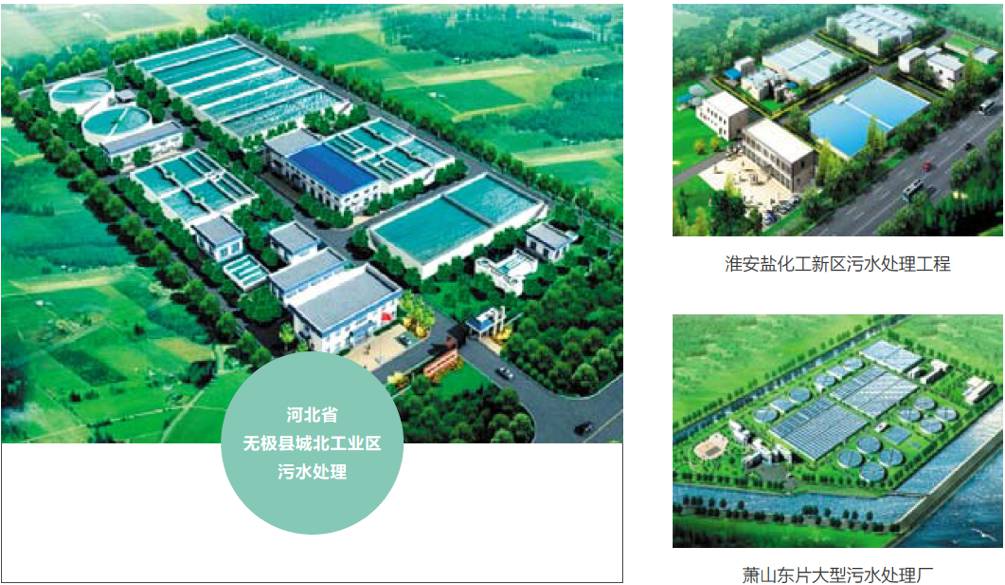 河北省
无极县城北工业区
污水处理
淮安盐化工新区污水处理工程
萧山东片大型污水处理厂